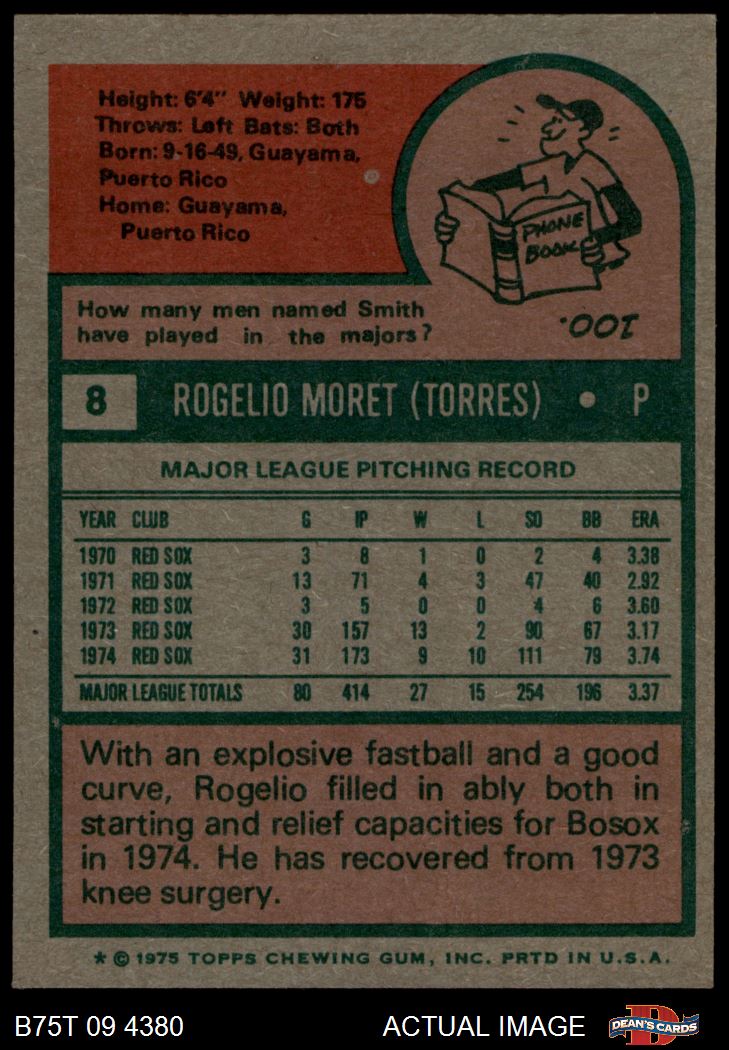 Height: 6'4" Weight: 175
Throws: Left Bats: Both
Born: 9-16-49, Guayama,
Puerto Rico
Home: Guayama,
Puerto Rico
PHONE
BOOK
How many men named Smith
have played in the majors?
100.
8 ROGELIO MORET (TORRES) • P
MAJOR LEAGUE PITCHING RECORD
YEAR CLUB G IP W L SO BB ERA
1970 RED SOX 3 8 1 0 2 4 3.38
1971 RED SOX 13 71 4 3 47 40 2.92
1972 RED SOX 3 5 0 0 4 6 3.60
1973 RED SOX 30 157 13 2 90 67 3.17
1974 RED SOX 31 173 9 10 111 79 3.74
MAJOR LEAGUE TOTALS 80 414 27 15 254 196 3.37
With an explosive fastball and a good
curve, Rogelio filled in ably both in
starting and relief capacities for Bosox
in 1974. He has recovered from 1973
knee surgery.
* © 1975 TOPPS CHEWING GUM, INC. PRTD IN U.S.A.
B75T 09 4380 ACTUAL IMAGE D DEAN'S CARDS